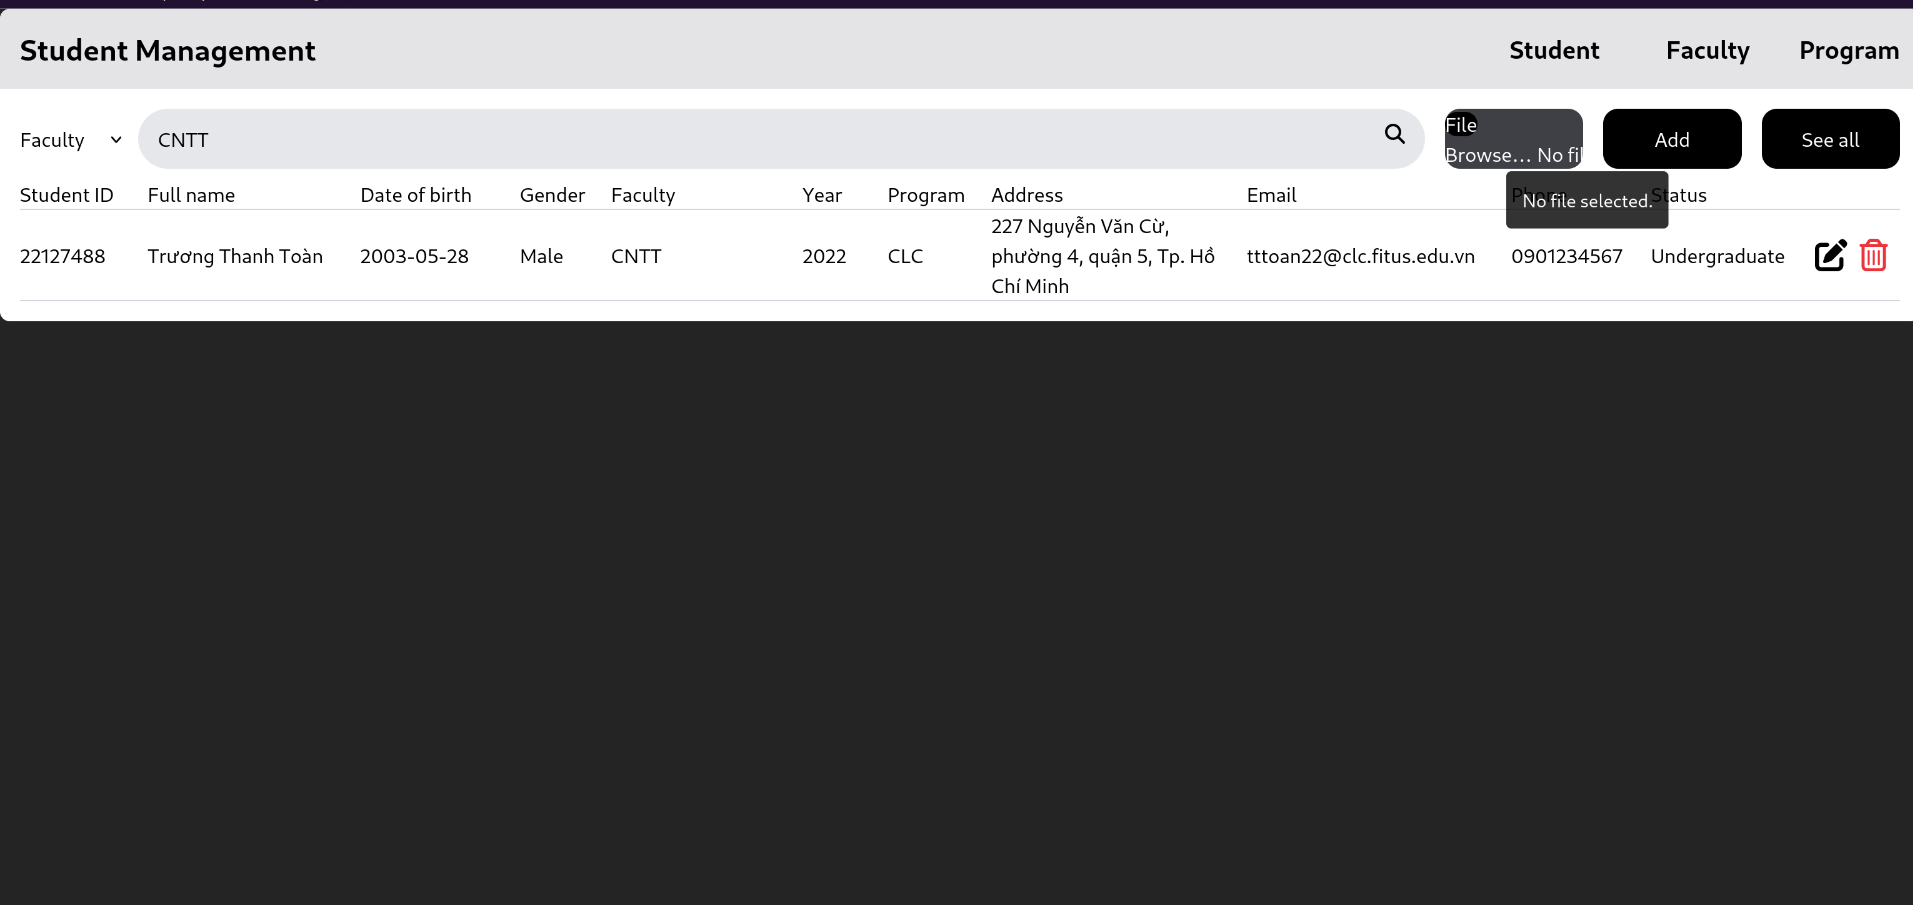 Student Management
Student Faculty Program
Faculty
CNTT
File
Browse... No fil
Add
See all
No file selected.
Student ID Full name Date of birth Gender Faculty Year Program Address Email Phone Status
22127488 Trương Thanh Toàn 2003-05-28 Male CNTT 2022 CLC
227 Nguyễn Văn Cừ,
phường 4, quận 5, Tp. Hồ
Chí Minh
tttoan22@clc.fitus.edu.vn 0901234567 Undergraduate